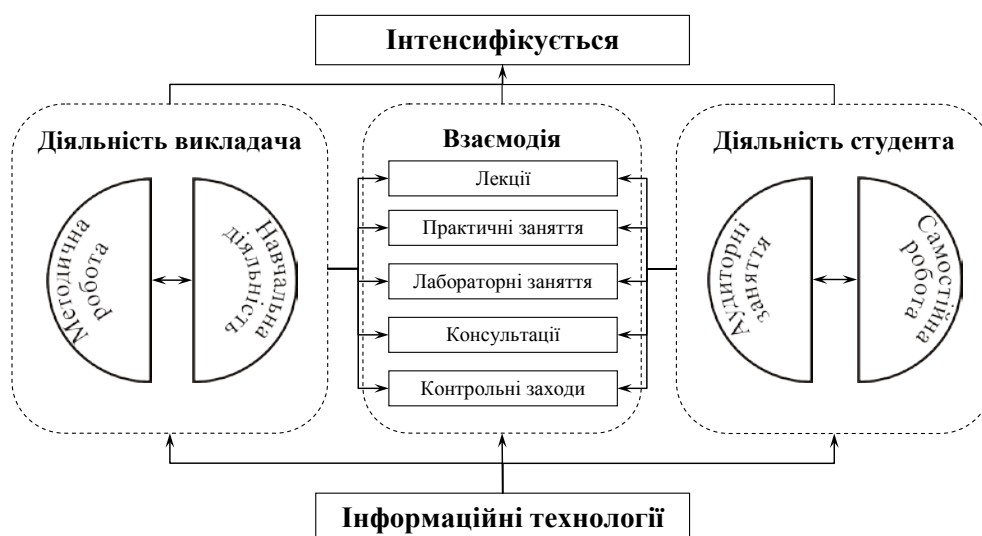 Інтенсифікується
Діяльність викладача
Методична
робота
Навчальна
діяльність
Взаємодія
Лекції
Практичні заняття
Лабораторні заняття
Консультації
Контрольні заходи
Діяльність студента
Аудиторні
заняття
Самостійна
робота
Інформаційні технології